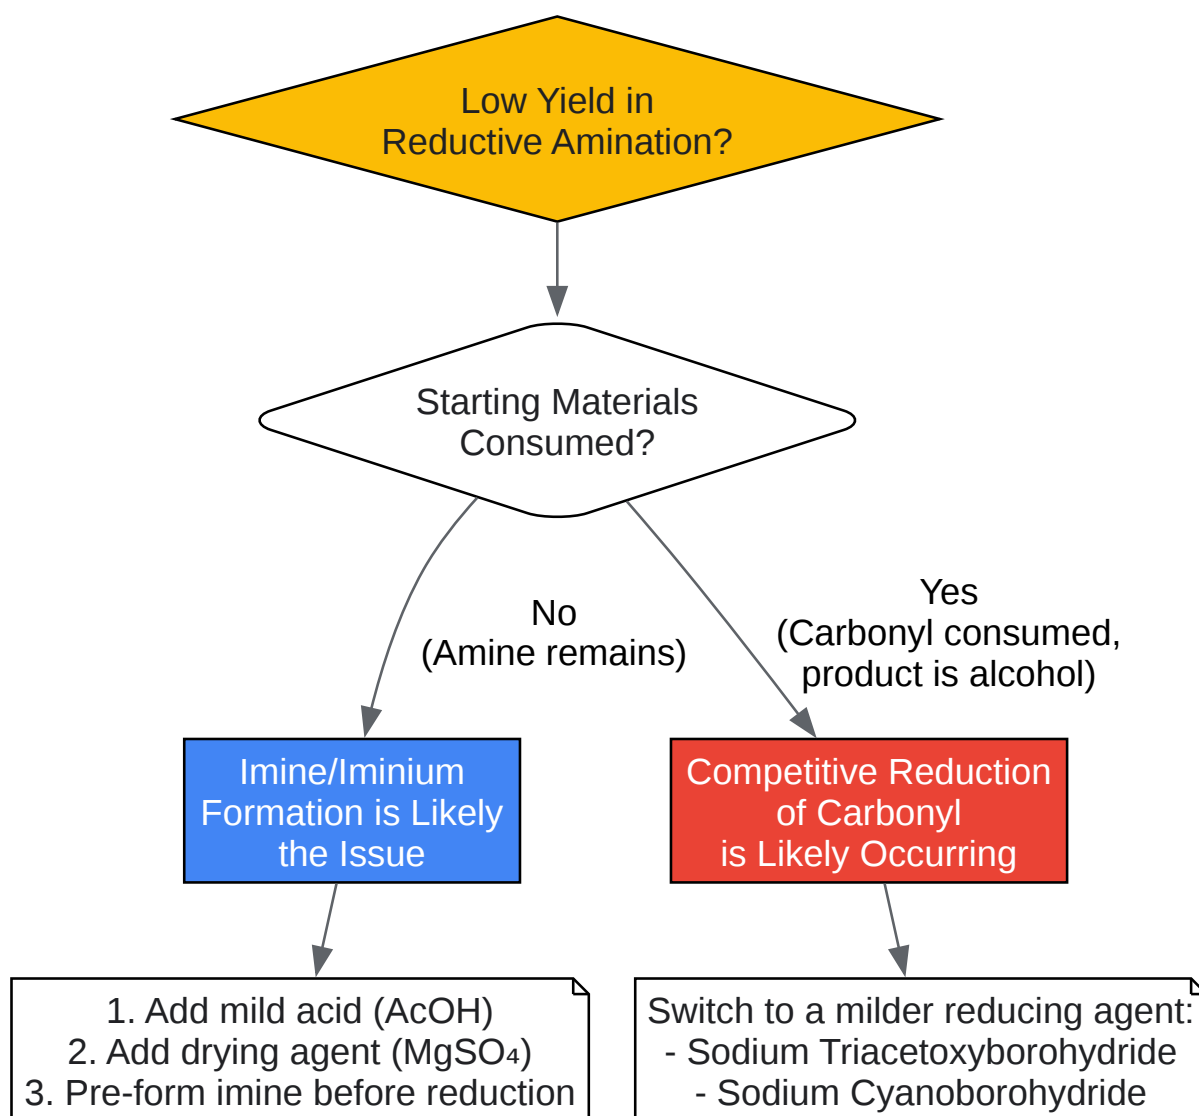 Low Yield in
Reductive Amination?
Starting Materials
Consumed?
No
(Amine remains)
Yes
(Carbonyl consumed,
product is alcohol)
Imine/Iminium
Formation is Likely
the Issue
Competitive Reduction
of Carbonyl
is Likely Occurring
1. Add mild acid (AcOH)
2. Add drying agent (MgSO₄)
3. Pre-form imine before reduction
Switch to a milder reducing agent:
- Sodium Triacetoxyborohydride
- Sodium Cyanoborohydride